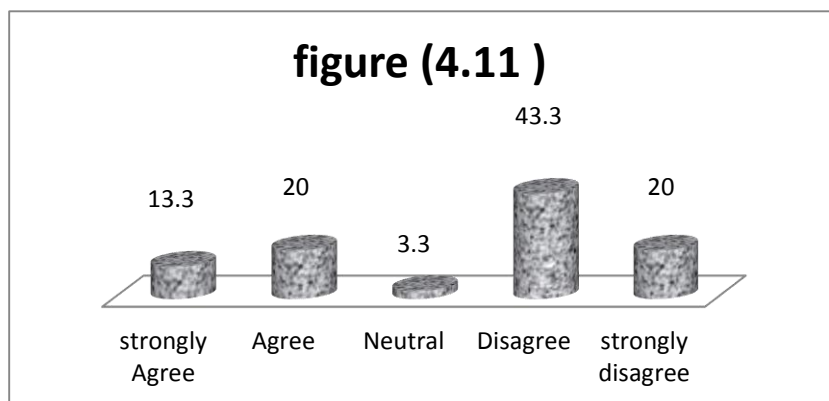 figure (4.11 )
43.3
13.3
20
20
3.3
strongly
Agree
Agree
Neutral
Disagree
strongly
disagree